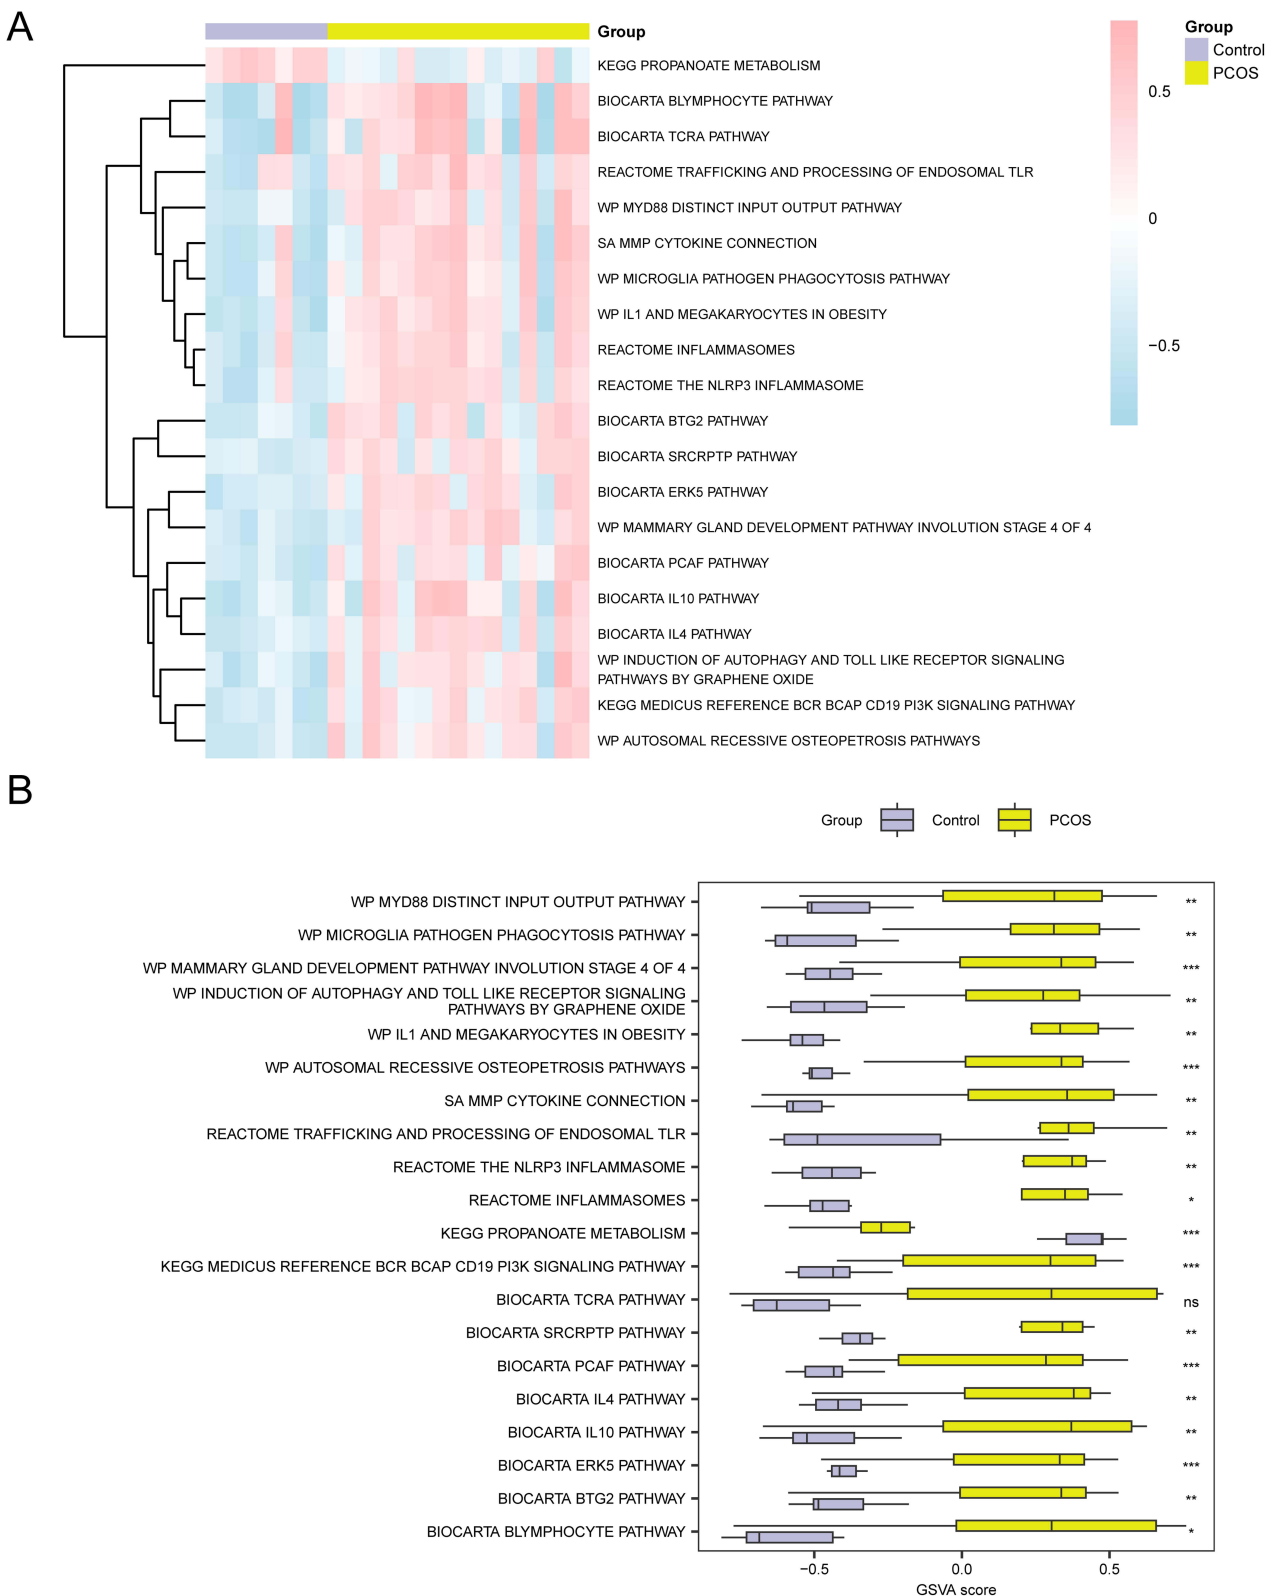 A
Group
KEGG PROPANOATE METABOLISM
BIOCARTA BLYMPHOCYTE PATHWAY
BIOCARTA TCRA PATHWAY
REACTOME TRAFFICKING AND PROCESSING OF ENDOSOMAL TLR
WP MYD88 DISTINCT INPUT OUTPUT PATHWAY
SA MMP CYTOKINE CONNECTION
WP MICROGLIA PATHOGEN PHAGOCYTOSIS PATHWAY
WP IL1 AND MEGAKARYOCYTES IN OBESITY
REACTOME INFLAMMASOMES
REACTOME THE NLRP3 INFLAMMASOME
BIOCARTA BTG2 PATHWAY
BIOCARTA SRCRPTP PATHWAY
BIOCARTA ERK5 PATHWAY
WP MAMMARY GLAND DEVELOPMENT PATHWAY INVOLUTION STAGE 4 OF 4
BIOCARTA PCAF PATHWAY
BIOCARTA IL10 PATHWAY
BIOCARTA IL4 PATHWAY
WP INDUCTION OF AUTOPHAGY AND TOLL LIKE RECEPTOR SIGNALING
PATHWAYS BY GRAPHENE OXIDE
KEGG MEDICUS REFERENCE BCR BCAP CD19 PI3K SIGNALING PATHWAY
WP AUTOSOMAL RECESSIVE OSTEOPETROSIS PATHWAYS
0.5
0
−0.5
Group
Control
PCOS
B
Group Control PCOS
WP MYD88 DISTINCT INPUT OUTPUT PATHWAY **
WP MICROGLIA PATHOGEN PHAGOCYTOSIS PATHWAY **
WP MAMMARY GLAND DEVELOPMENT PATHWAY INVOLUTION STAGE 4 OF 4 ***
WP INDUCTION OF AUTOPHAGY AND TOLL LIKE RECEPTOR SIGNALING
PATHWAYS BY GRAPHENE OXIDE **
WP IL1 AND MEGAKARYOCYTES IN OBESITY **
WP AUTOSOMAL RECESSIVE OSTEOPETROSIS PATHWAYS ***
SA MMP CYTOKINE CONNECTION **
REACTOME TRAFFICKING AND PROCESSING OF ENDOSOMAL TLR **
REACTOME THE NLRP3 INFLAMMASOME **
REACTOME INFLAMMASOMES *
KEGG PROPANOATE METABOLISM ***
KEGG MEDICUS REFERENCE BCR BCAP CD19 PI3K SIGNALING PATHWAY ***
BIOCARTA TCRA PATHWAY ns
BIOCARTA SRCRPTP PATHWAY **
BIOCARTA PCAF PATHWAY ***
BIOCARTA IL4 PATHWAY **
BIOCARTA IL10 PATHWAY **
BIOCARTA ERK5 PATHWAY ***
BIOCARTA BTG2 PATHWAY **
BIOCARTA BLYMPHOCYTE PATHWAY *
−0.5 0.0 0.5
GSVA score